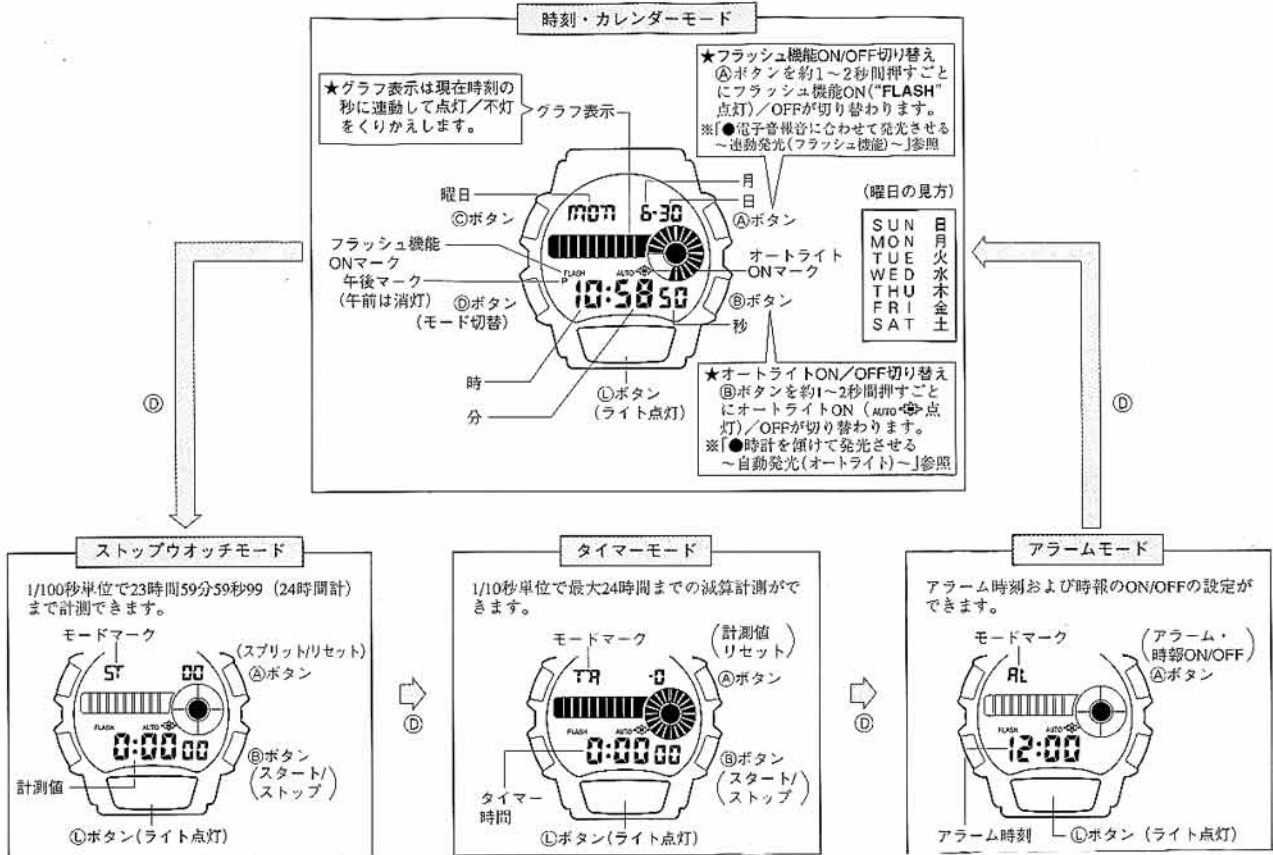 時刻・カレンダーモード
★フラッシュ機能ON/OFF切り替え
Ⓐボタンを約1〜2秒間押すごと
にフラッシュ機能ON("FLASH"
点灯)／OFFが切り替わります。
※「●電子音報音に合わせて発光させる
〜連動発光(フラッシュ機能)〜」参照
★グラフ表示は現在時刻の
秒に連動して点灯／不灯
をくりかえします。
グラフ表示
月
日
曜日
Ⓒボタン
MON 6-30
Ⓐボタン
(曜日の見方)
SUN 日
MON 月
TUE 火
WED 水
THU 木
FRI 金
SAT 土
フラッシュ機能
ONマーク
午後マーク
(午前は消灯)
Ⓓボタン
(モード切替)
FLASH AUTO
P 10:58 50
オートライト
ONマーク
Ⓑボタン
秒
時
分
Ⓛボタン
(ライト点灯)
★オートライトON／OFF切り替え
Ⓑボタンを約1〜2秒間押すごと
にオートライトON (AUTO 点
灯)／OFFが切り替わります。
※「●時計を傾けて発光させる
〜自動発光(オートライト)〜」参照
Ⓓ
Ⓓ
ストップウオッチモード
1/100秒単位で23時間59分59秒99（24時間計）
まで計測できます。
モードマーク
(スプリット/リセット)
Ⓐボタン
ST 00
FLASH AUTO
0:00 00
Ⓑボタン
(スタート/
ストップ)
計測値
Ⓛボタン(ライト点灯)
Ⓓ
タイマーモード
1/10秒単位で最大24時間までの減算計測がで
きます。
モードマーク
(計測値
リセット)
Ⓐボタン
TR -0
FLASH AUTO
0:00 00
Ⓑボタン
(スタート/
ストップ)
タイマー
時間
Ⓛボタン(ライト点灯)
Ⓓ
アラームモード
アラーム時刻および時報のON/OFFの設定が
できます。
モードマーク
(アラーム・
時報ON/OFF)
Ⓐボタン
AL
FLASH AUTO
12:00
アラーム時刻
Ⓛボタン（ライト点灯）